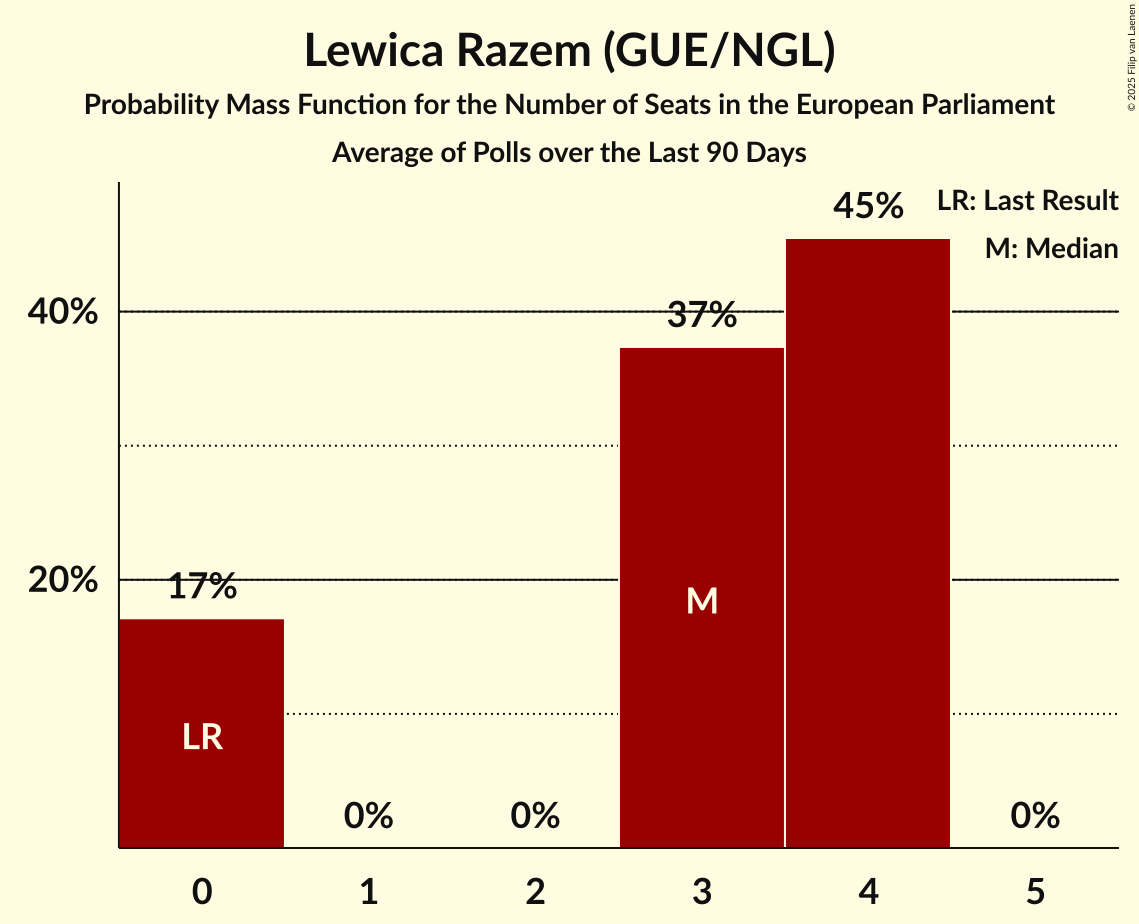 Lewica Razem (GUE/NGL)
Probability Mass Function for the Number of Seats in the European Parliament
Average of Polls over the Last 90 Days
© 2025 Filip van Laenen
LR: Last Result
M: Median
45%
40%
37%
20%
17%
M
LR
0%
0%
0%
0
1
2
3
4
5